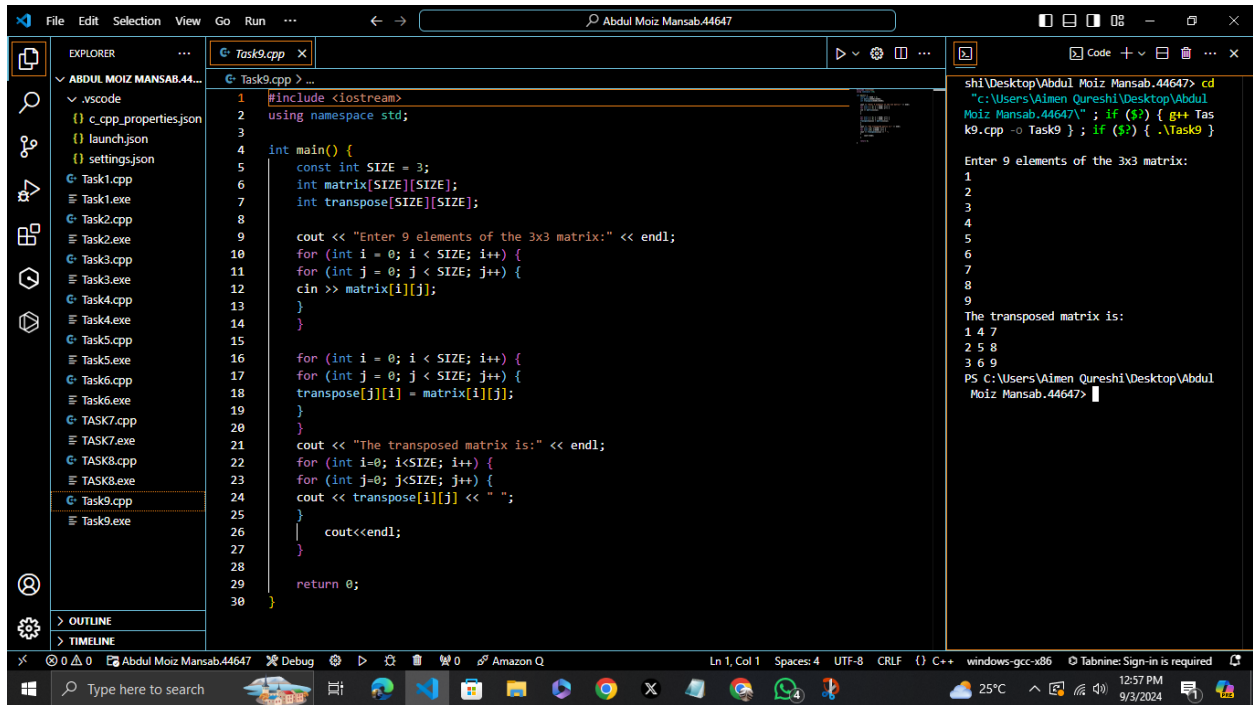 File Edit Selection View Go Run ···
Abdul Moiz Mansab.44647
EXPLORER ···
ABDUL MOIZ MANSAB.44...
.vscode
{} c_cpp_properties.json
{} launch.json
{} settings.json
Task1.cpp
Task1.exe
Task2.cpp
Task2.exe
Task3.cpp
Task3.exe
Task4.cpp
Task4.exe
Task5.cpp
Task5.exe
Task6.cpp
Task6.exe
TASK7.cpp
TASK7.exe
TASK8.cpp
TASK8.exe
Task9.cpp
Task9.exe
OUTLINE
TIMELINE
Task9.cpp
Task9.cpp > ...
1 #include <iostream>
2 using namespace std;
3
4 int main() {
5 const int SIZE = 3;
6 int matrix[SIZE][SIZE];
7 int transpose[SIZE][SIZE];
8
9 cout << "Enter 9 elements of the 3x3 matrix:" << endl;
10 for (int i = 0; i < SIZE; i++) {
11 for (int j = 0; j < SIZE; j++) {
12 cin >> matrix[i][j];
13 }
14 }
15
16 for (int i = 0; i < SIZE; i++) {
17 for (int j = 0; j < SIZE; j++) {
18 transpose[j][i] = matrix[i][j];
19 }
20 }
21 cout << "The transposed matrix is:" << endl;
22 for (int i=0; i<SIZE; i++) {
23 for (int j=0; j<SIZE; j++) {
24 cout << transpose[i][j] << " ";
25 }
26 cout<<endl;
27 }
28
29 return 0;
30 }
Code
shi\Desktop\Abdul Moiz Mansab.44647> cd
"c:\Users\Aimen Qureshi\Desktop\Abdul
Moiz Mansab.44647\" ; if ($?) { g++ Tas
k9.cpp -o Task9 } ; if ($?) { .\Task9 }
Enter 9 elements of the 3x3 matrix:
1
2
3
4
5
6
7
8
9
The transposed matrix is:
1 4 7
2 5 8
3 6 9
PS C:\Users\Aimen Qureshi\Desktop\Abdul
Moiz Mansab.44647>
0 0 Abdul Moiz Mansab.44647 Debug 0 Amazon Q Ln 1, Col 1 Spaces: 4 UTF-8 CRLF {} C++ windows-gcc-x86 Tabnine: Sign-in is required
Type here to search
4
25°C
12:57 PM
9/3/2024
1
PRE